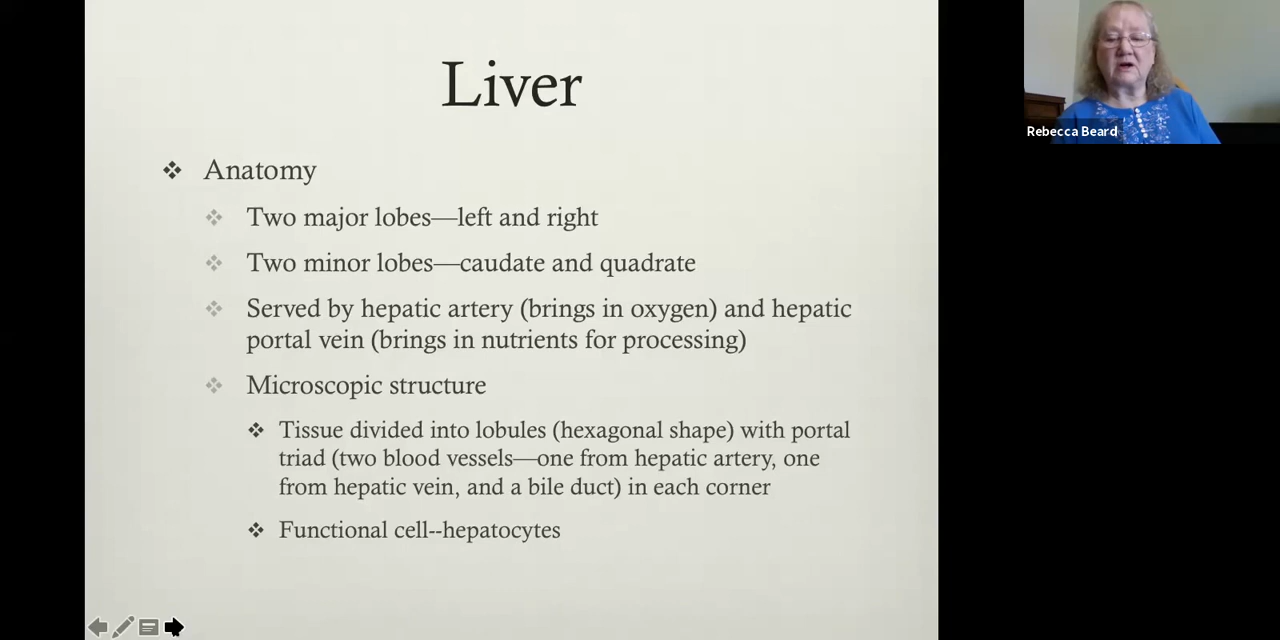 Liver
Anatomy
Two major lobes—left and right
Two minor lobes—caudate and quadrate
Served by hepatic artery (brings in oxygen) and hepatic
portal vein (brings in nutrients for processing)
Microscopic structure
Tissue divided into lobules (hexagonal shape) with portal
triad (two blood vessels—one from hepatic artery, one
from hepatic vein, and a bile duct) in each corner
Functional cell--hepatocytes
Rebecca Beard